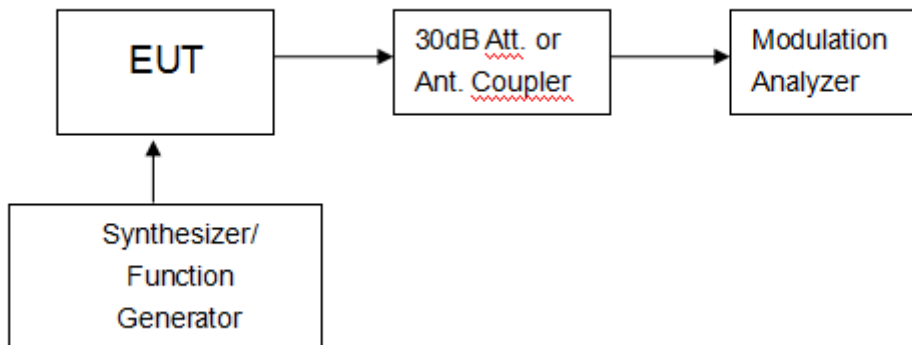 EUT
30dB Att. or
Ant. Coupler
Modulation
Analyzer
Synthesizer/
Function
Generator